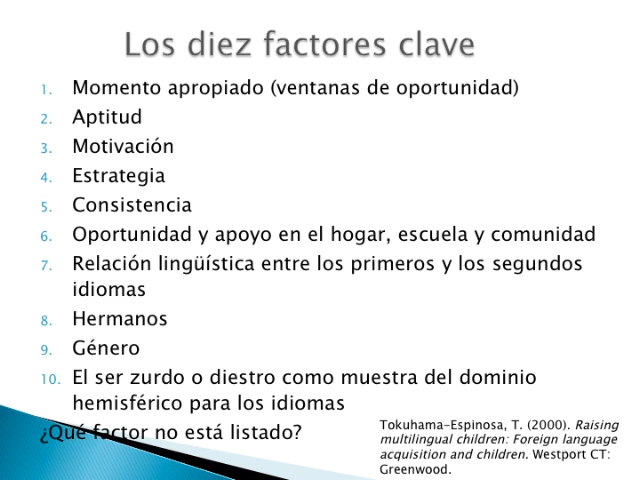 Los diez factores clave
1. Momento apropiado (ventanas de oportunidad)
2. Aptitud
3. Motivación
4. Estrategia
5. Consistencia
6. Oportunidad y apoyo en el hogar, escuela y comunidad
7. Relación lingüística entre los primeros y los segundos
idiomas
8. Hermanos
9. Género
10. El ser zurdo o diestro como muestra del dominio
hemisférico para los idiomas
¿Qué factor no está listado?
Tokuhama-Espinosa, T. (2000). Raising
multilingual children: Foreign language
acquisition and children. Westport CT:
Greenwood.